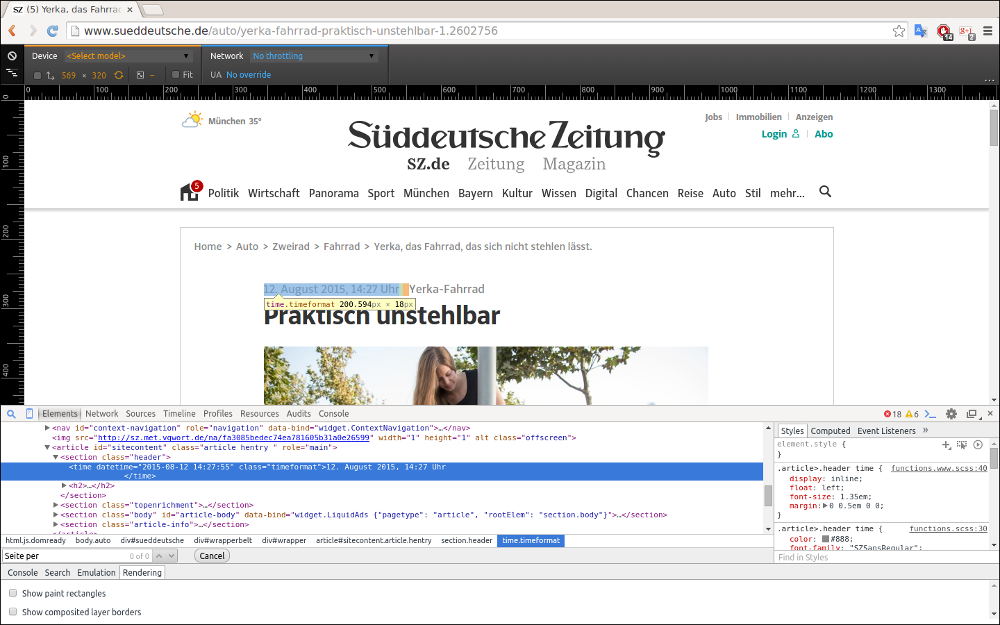 SZ (5) Yerka, das Fahrrad
www.sueddeutsche.de/auto/yerka-fahrrad-praktisch-unstehlbar-1.2602756
14
g+1
2
Device <Select model> Network No throttling
569 × 320 Fit UA No override
...
0 100 200 300 400 500 600 700 800 900 1000 1100 1200 1300
0
100
200
300
400
München 35°
Jobs Immobilien Anzeigen
Login Abo
Süddeutsche Zeitung
SZ.de Zeitung Magazin
5
Politik Wirtschaft Panorama Sport München Bayern Kultur Wissen Digital Chancen Reise Auto Stil mehr...
Home > Auto > Zweirad > Fahrrad > Yerka, das Fahrrad, das sich nicht stehlen lässt.
12. August 2015, 14:27 Uhr Yerka-Fahrrad
time.timeformat 200.594px × 18px
Praktisch unstehlbar
Elements Network Sources Timeline Profiles Resources Audits Console 18 6
<nav id="context-navigation" role="navigation" data-bind="widget.ContextNavigation">…</nav>
<img src="http://sz.met.vgwort.de/na/fa3085bedec74ea781605b31a0e26599" width="1" height="1" alt class="offscreen">
<article id="sitecontent" class="article hentry " role="main">
<section class="header">
<time datetime="2015-08-12 14:27:55" class="timeformat">12. August 2015, 14:27 Uhr
</time>
<h2>…</h2>
</section>
<section class="topenrichment">…</section>
<section class="body" id="article-body" data-bind="widget.LiquidAds {"pagetype": "article", "rootElem": "section.body"}">…</section>
<section class="article-info">…</section>
</article>
html.js.domready body.auto div#sueddeutsche div#wrapperbelt div#wrapper article#sitecontent.article.hentry section.header time.timeformat
Seite per 0 of 0 Cancel
Styles Computed Event Listeners »
element.style {
}
.article>.header time { functions.www.scss:40
display: inline;
float: left;
font-size: 1.35em;
margin: 0 0.5em 0 0;
}
.article>.header time { functions.scss:30
color: #888;
font-family: "SZSansRegular";
Find in Styles
Console Search Emulation Rendering
Show paint rectangles
Show composited layer borders